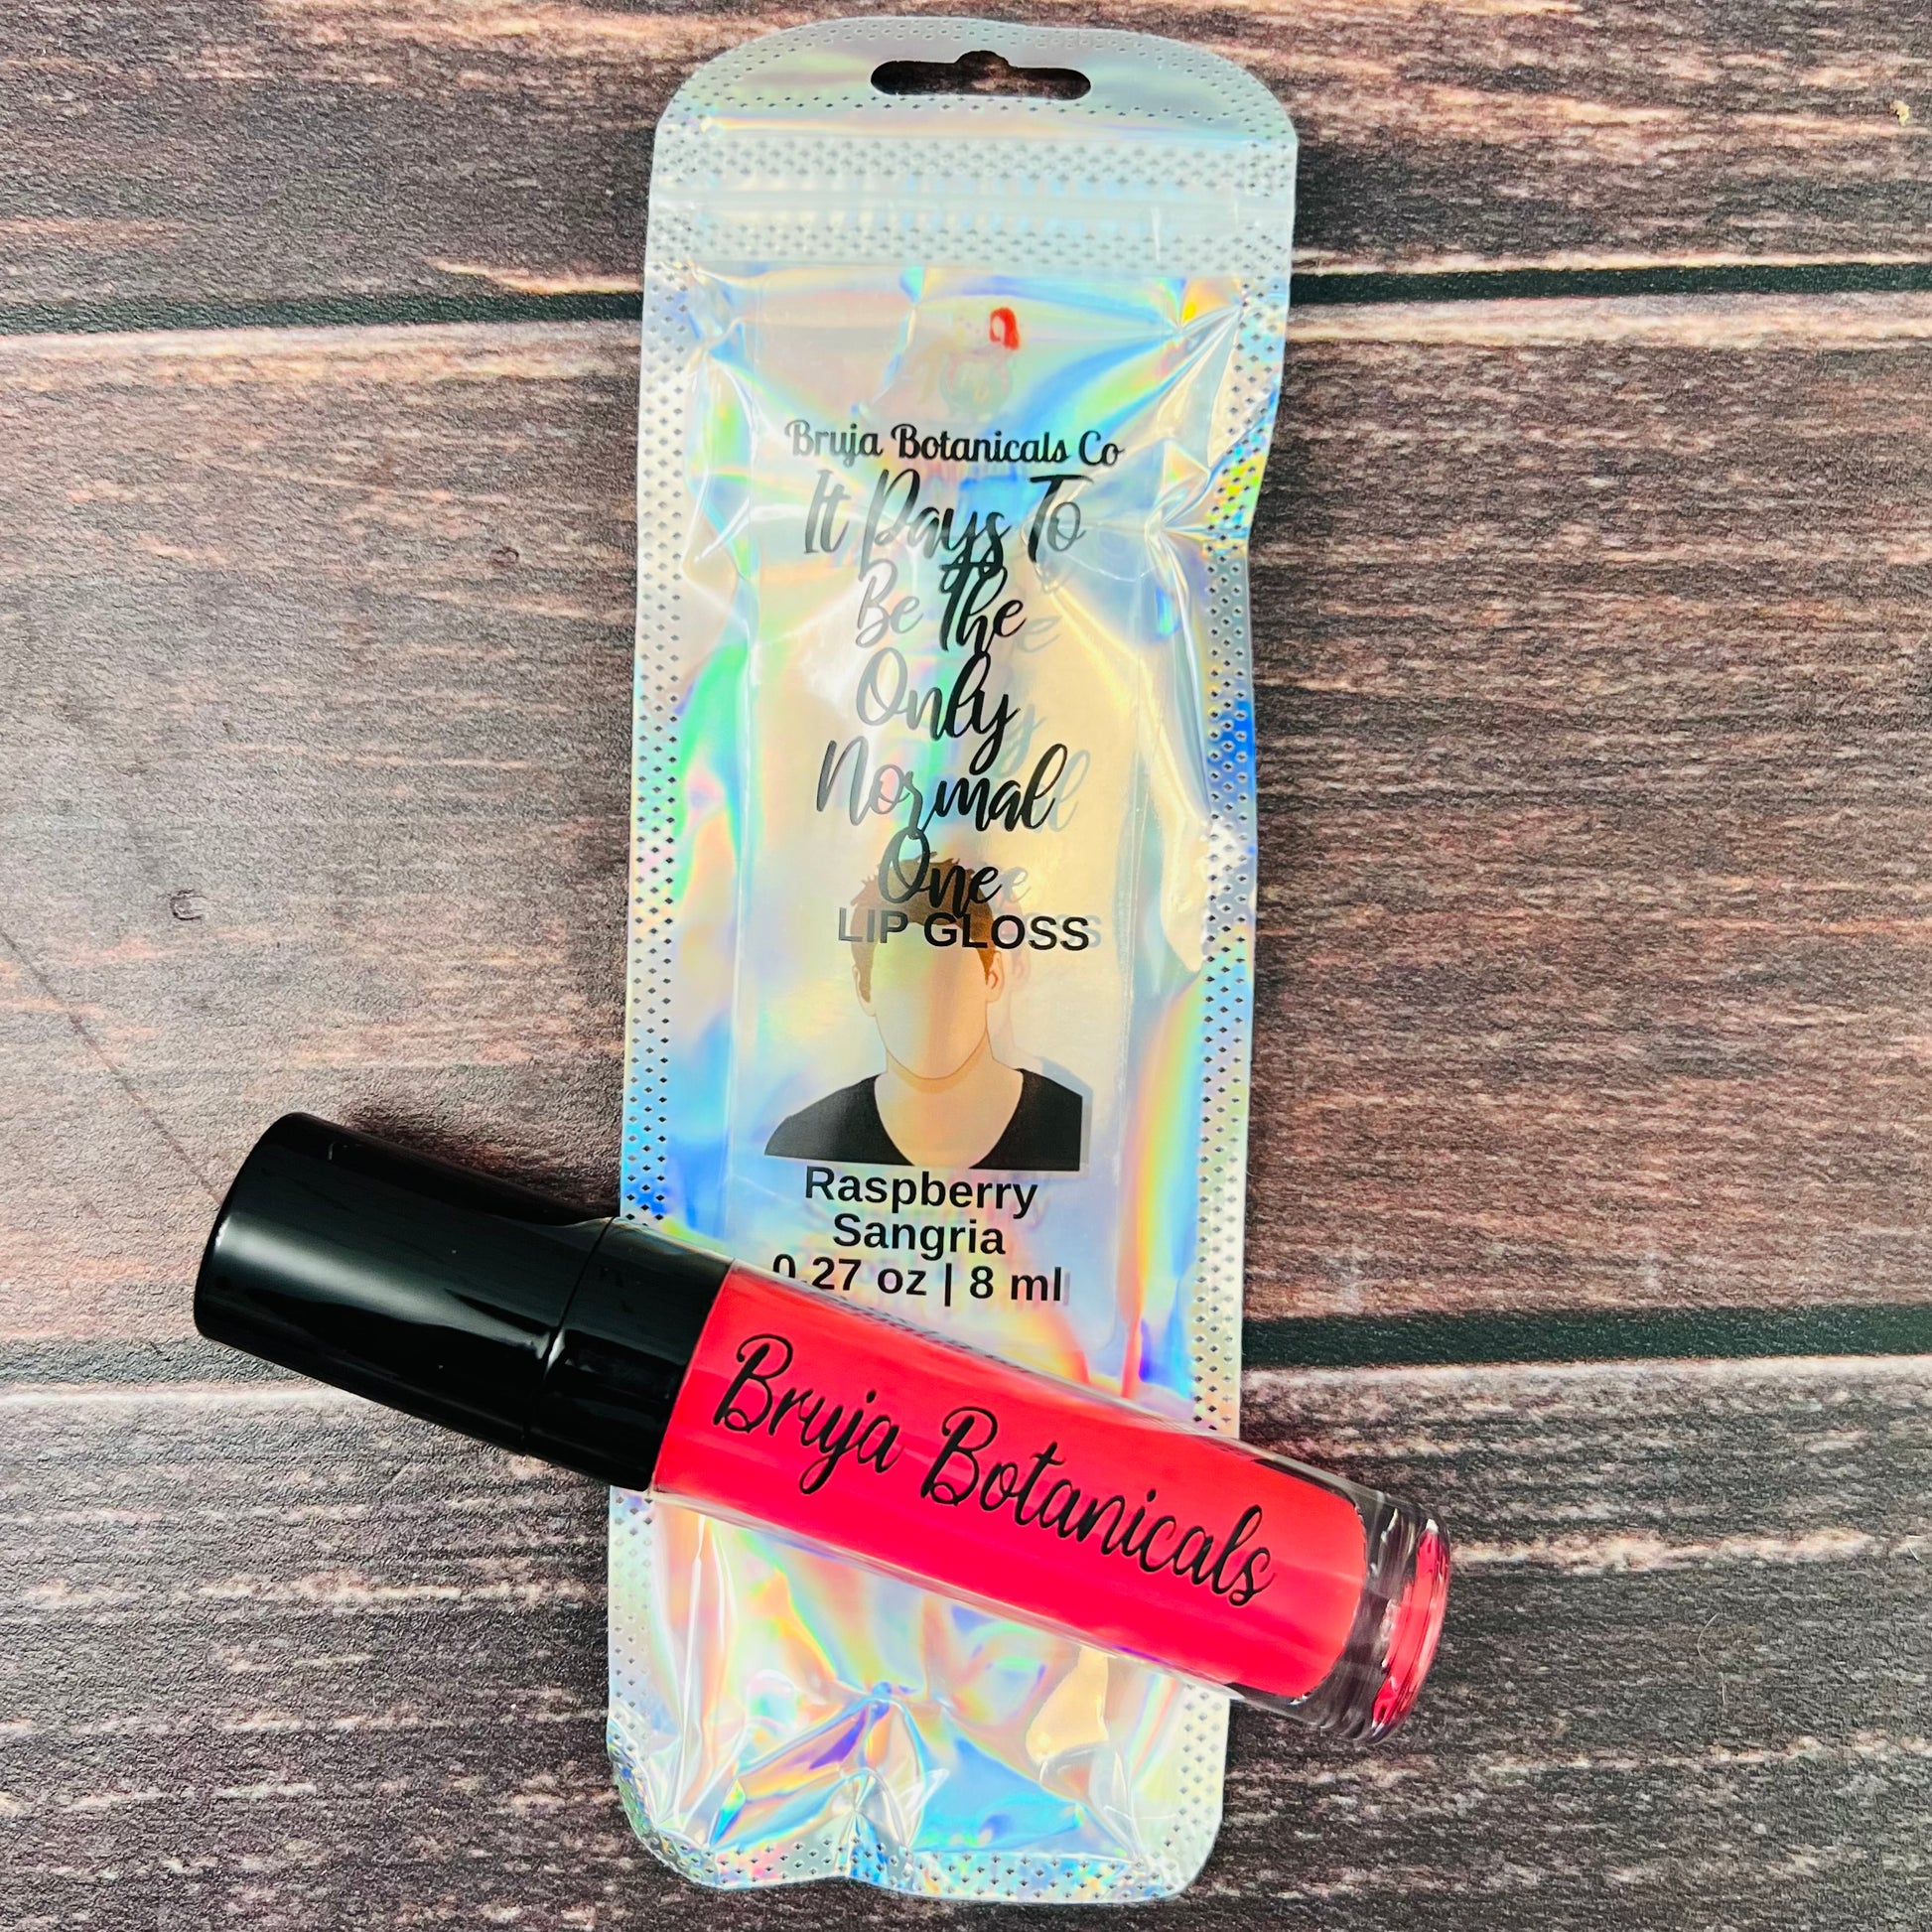 Bruja Botanicals Co
It Pays To
Be The
Only
Normal
One
LIP GLOSS
Raspberry
Sangria
0.27 oz | 8 ml
Bruja Botanicals